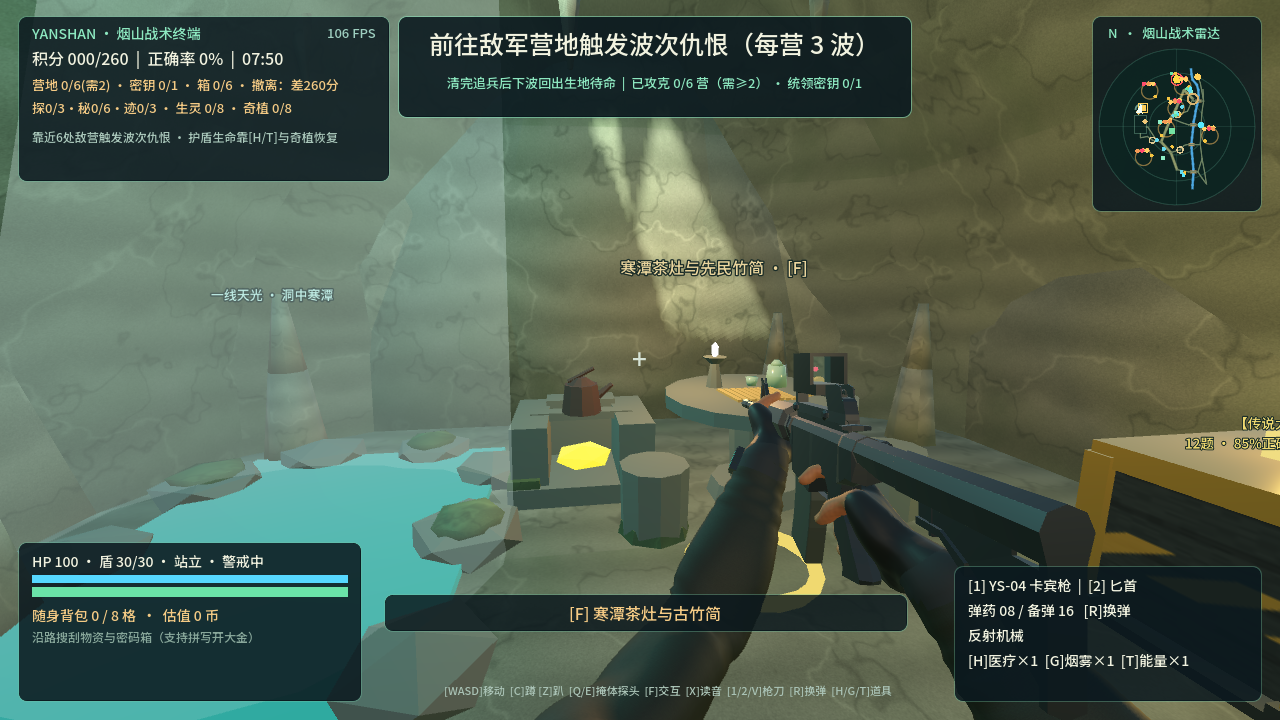 YANSHAN · 烟山战术终端 106 FPS
积分 000/260 | 正确率 0% | 07:50
营地 0/6(需2) · 密钥 0/1 · 箱 0/6 · 撤离：差260分
探0/3 · 秘0/6 · 迹0/3 · 生灵 0/8 · 奇植 0/8
靠近6处敌营触发波次仇恨 · 护盾生命靠[H/T]与奇植恢复
前往敌军营地触发波次仇恨（每营 3 波）
清完追兵后下波回出生地待命 | 已攻克 0/6 营（需≥2） · 统领密钥 0/1
N · 烟山战术雷达
寒潭茶灶与先民竹简 · [F]
一线天光 · 洞中寒潭
【传说
12题 · 85%正
HP 100 · 盾 30/30 · 站立 · 警戒中
随身背包 0 / 8 格 · 估值 0 币
沿路搜刮物资与密码箱（支持拼写开大金）
[F] 寒潭茶灶与古竹简
[WASD]移动 [C]蹲 [Z]趴 [Q/E]掩体探头 [F]交互 [X]读音 [1/2/V]枪刀 [R]换弹 [H/G/T]道具
[1] YS-04 卡宾枪 | [2] 匕首
弹药 08 / 备弹 16 [R]换弹
反射机械
[H]医疗×1 [G]烟雾×1 [T]能量×1